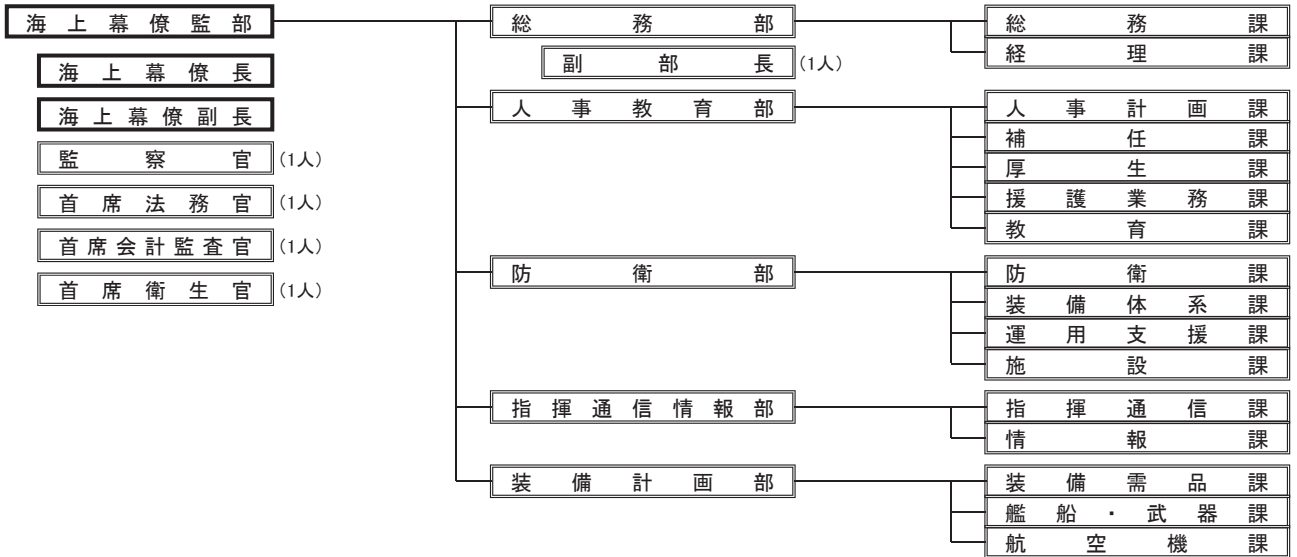 海上幕僚監部
海上幕僚長
海上幕僚副長
監察官 (1人)
首席法務官 (1人)
首席会計監査官 (1人)
首席衛生官 (1人)
総務部
副部長 (1人)
総務課
経理課
人事教育部
人事計画課
補任課
厚生課
援護業務課
教育課
防衛部
防衛課
装備体系課
運用支援課
施設課
指揮通信情報部
指揮通信課
情報課
装備計画部
装備需品課
艦船・武器課
航空機課